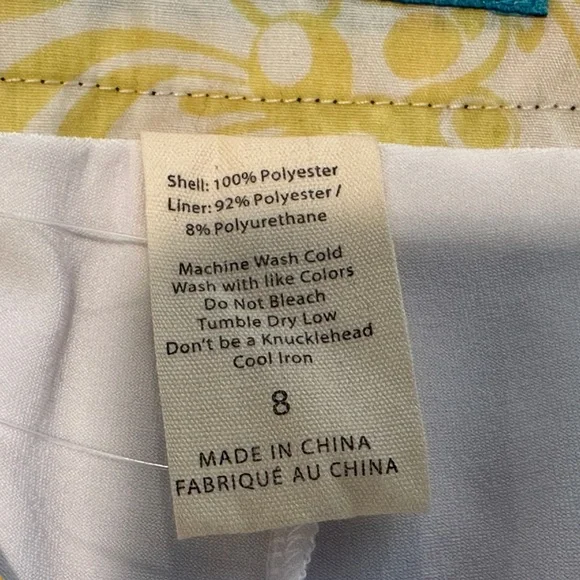 Shell: 100% Polyester
Liner: 92% Polyester /
8% Polyurethane
Machine Wash Cold
Wash with like Colors
Do Not Bleach
Tumble Dry Low
Don't be a Knucklehead
Cool Iron
8
MADE IN CHINA
FABRIQUÉ AU CHINA